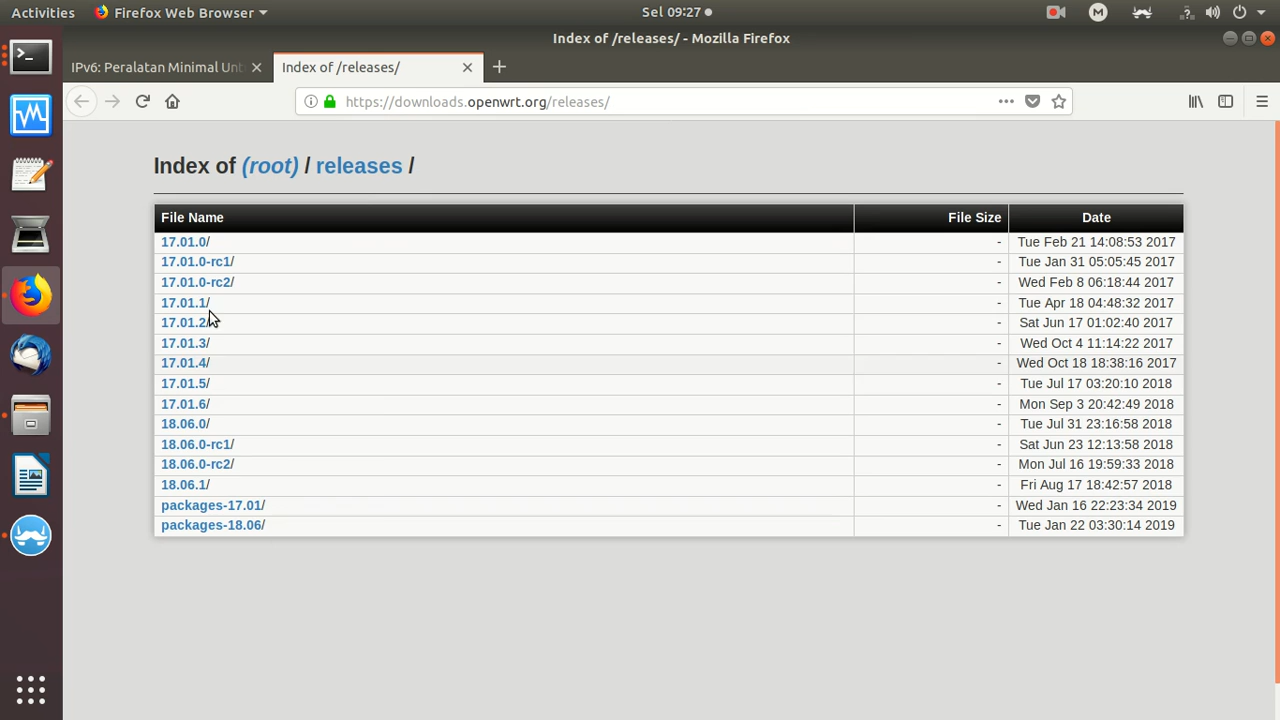 Activities Firefox Web Browser Sel 09:27
Index of /releases/ - Mozilla Firefox
IPv6: Peralatan Minimal Unt Index of /releases/
https://downloads.openwrt.org/releases/
Index of (root) / releases /
File Name File Size Date
17.01.0/ - Tue Feb 21 14:08:53 2017
17.01.0-rc1/ - Tue Jan 31 05:05:45 2017
17.01.0-rc2/ - Wed Feb 8 06:18:44 2017
17.01.1/ - Tue Apr 18 04:48:32 2017
17.01.2/ - Sat Jun 17 01:02:40 2017
17.01.3/ - Wed Oct 4 11:14:22 2017
17.01.4/ - Wed Oct 18 18:38:16 2017
17.01.5/ - Tue Jul 17 03:20:10 2018
17.01.6/ - Mon Sep 3 20:42:49 2018
18.06.0/ - Tue Jul 31 23:16:58 2018
18.06.0-rc1/ - Sat Jun 23 12:13:58 2018
18.06.0-rc2/ - Mon Jul 16 19:59:33 2018
18.06.1/ - Fri Aug 17 18:42:57 2018
packages-17.01/ - Wed Jan 16 22:23:34 2019
packages-18.06/ - Tue Jan 22 03:30:14 2019